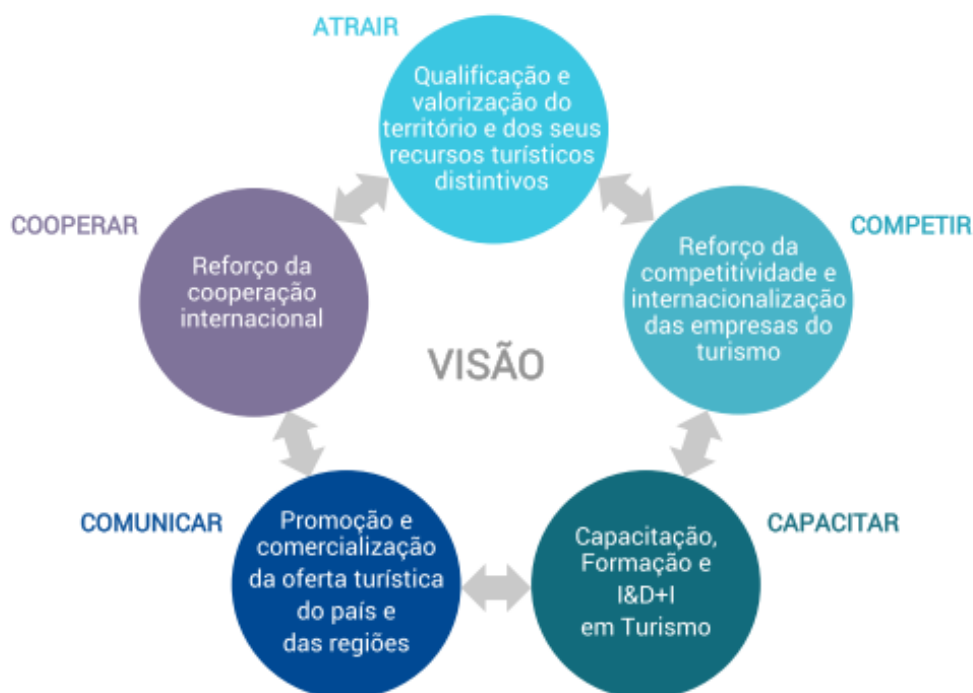 ATRAIR
Qualificação e
valorização do
território e dos seus
recursos turísticos
distintivos
COOPERAR
Reforço da
cooperação
internacional
COMPETIR
Reforço da
competitividade e
internacionalização
das empresas do
turismo
VISÃO
COMUNICAR
Promoção e
comercialização
da oferta turística
do país e
das regiões
CAPACITAR
Capacitação,
Formação e
I&D+I
em Turismo